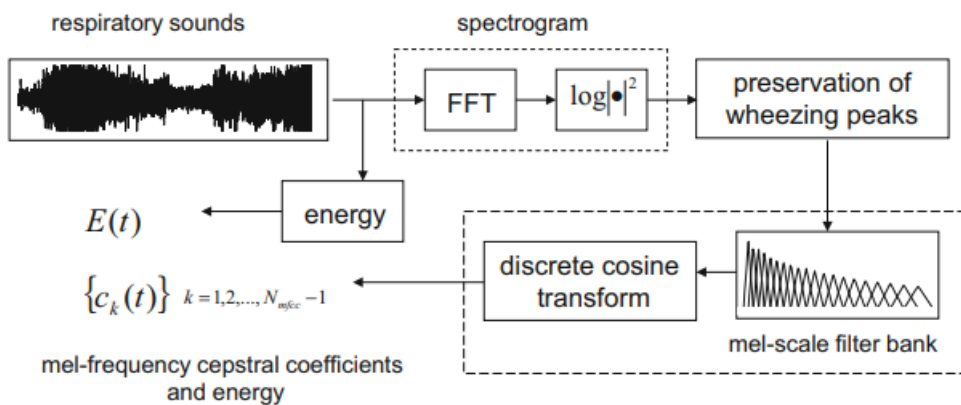 respiratory sounds
spectrogram
FFT
log|•|²
preservation of
wheezing peaks
energy
E(t)
discrete cosine
transform
{cₖ(t)} k = 1,2,..., N_mfcc −1
mel-scale filter bank
mel-frequency cepstral coefficients
and energy